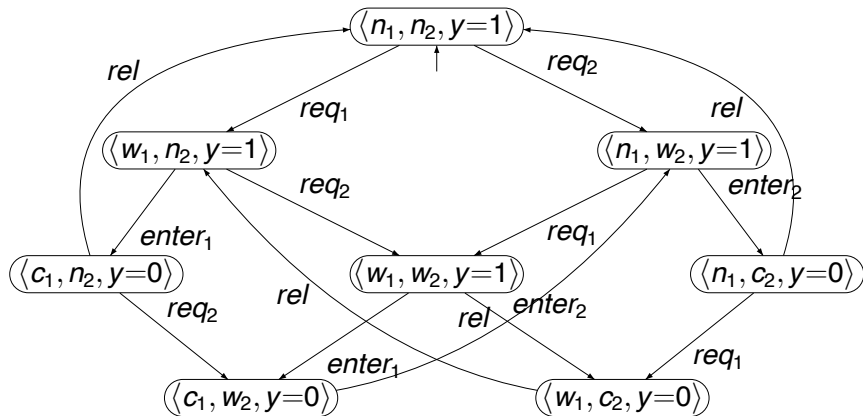 ⟨n₁, n₂, y=1⟩
rel req₂
req₁ rel
⟨w₁, n₂, y=1⟩ ⟨n₁, w₂, y=1⟩
req₂ enter₂
enter₁ req₁
⟨c₁, n₂, y=0⟩ ⟨w₁, w₂, y=1⟩ ⟨n₁, c₂, y=0⟩
req₂ rel rel enter₂
enter₁ req₁
⟨c₁, w₂, y=0⟩ ⟨w₁, c₂, y=0⟩